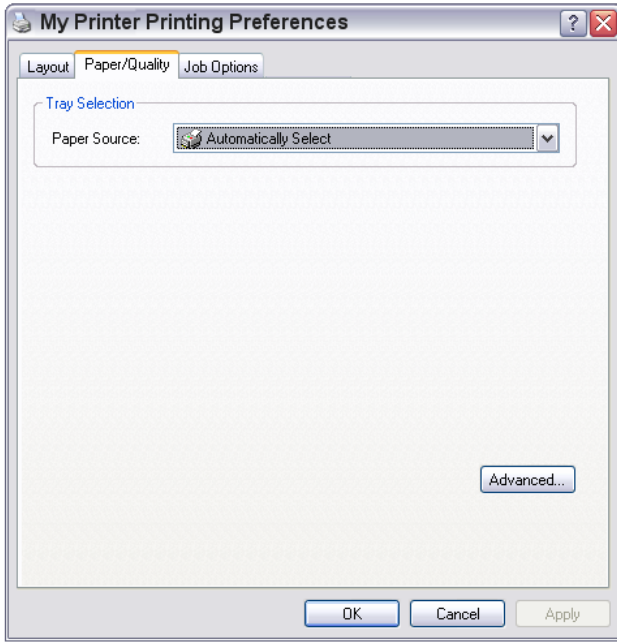 My Printer Printing Preferences
Layout Paper/Quality Job Options
Tray Selection
Paper Source: Automatically Select
Advanced...
OK Cancel Apply